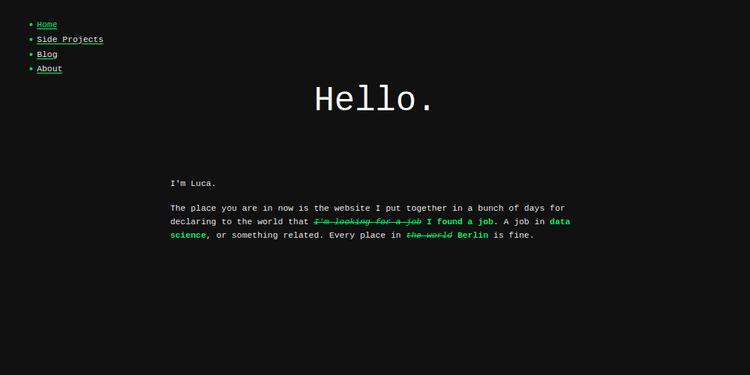 Home
Side Projects
Blog
About
Hello.
I'm Luca.
The place you are in now is the website I put together in a bunch of days for
declaring to the world that I'm looking for a job I found a job. A job in data
science, or something related. Every place in the world Berlin is fine.